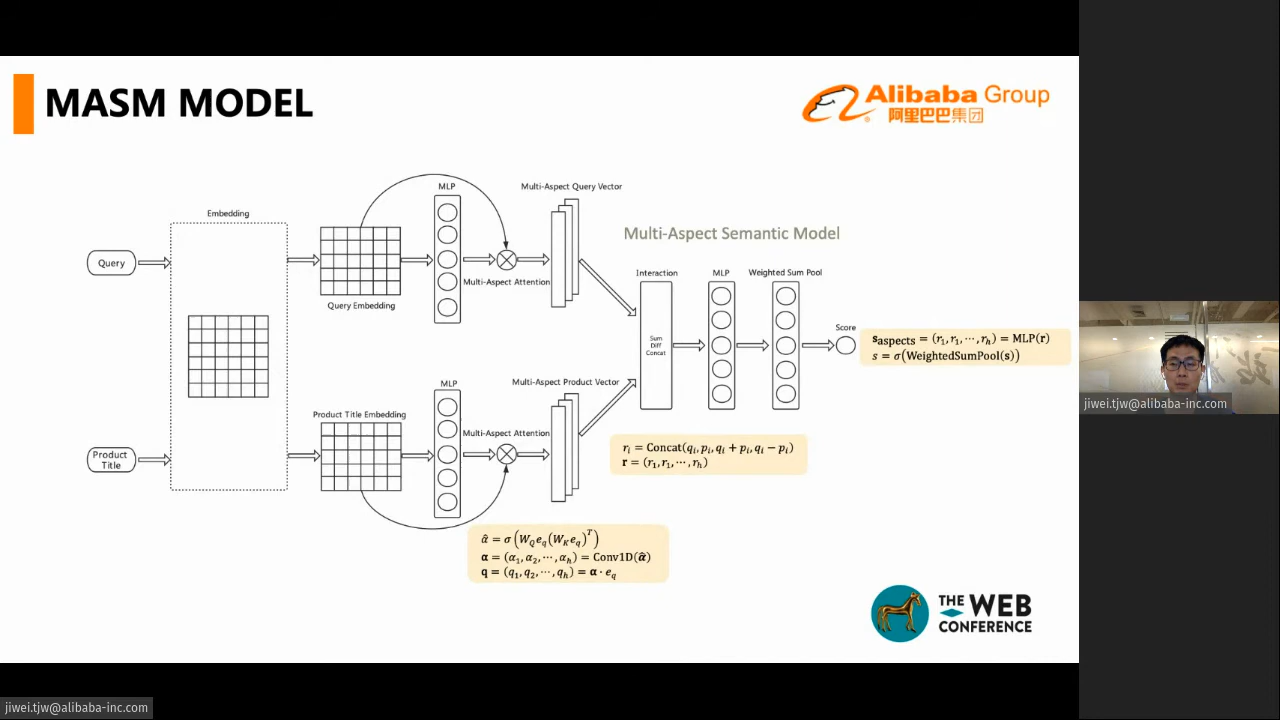 MASM MODEL
Alibaba Group
阿里巴巴集团
MLP
Multi-Aspect Query Vector
Embedding
Multi-Aspect Semantic Model
Query
Multi-Aspect Attention
Query Embedding
Interaction
MLP
Weighted Sum Pool
Sum
Diff
Concat
Score
s_aspects = (r_1, r_1, ⋯, r_h) = MLP(r)
s = σ(WeightedSumPool(s))
MLP
Multi-Aspect Product Vector
Product Title Embedding
Multi-Aspect Attention
Product
Title
r_i = Concat(q_i, p_i, q_i + p_i, q_i − p_i)
r = (r_1, r_1, ⋯, r_h)
α̂ = σ(W_Q e_q (W_K e_q)^T)
α = (α_1, α_2, ⋯, α_h) = Conv1D(α̂)
q = (q_1, q_2, ⋯, q_h) = α · e_q
THE WEB
CONFERENCE
jiwei.tjw@alibaba-inc.com
jiwei.tjw@alibaba-inc.com